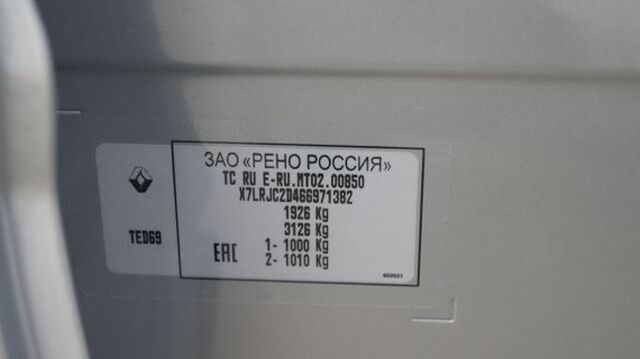 ЗАО «РЕНО РОССИЯ»
TC RU E-RU.MT02.00850
X7LRJC2D466971382
1926 Kg
3126 Kg
1- 1000 Kg
2- 1010 Kg
TED69
EAC